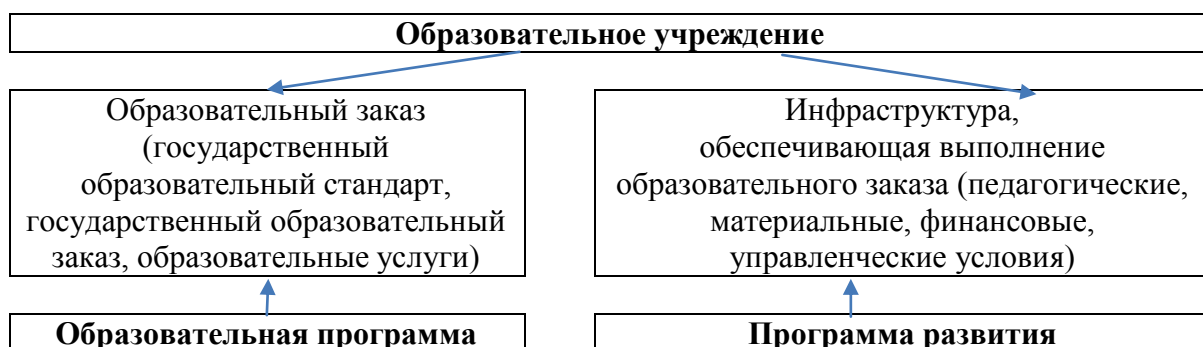 Образовательное учреждение
Образовательный заказ
(государственный
образовательный стандарт,
государственный образовательный
заказ, образовательные услуги)
Инфраструктура,
обеспечивающая выполнение
образовательного заказа (педагогические,
материальные, финансовые,
управленческие условия)
Образовательная программа
Программа развития